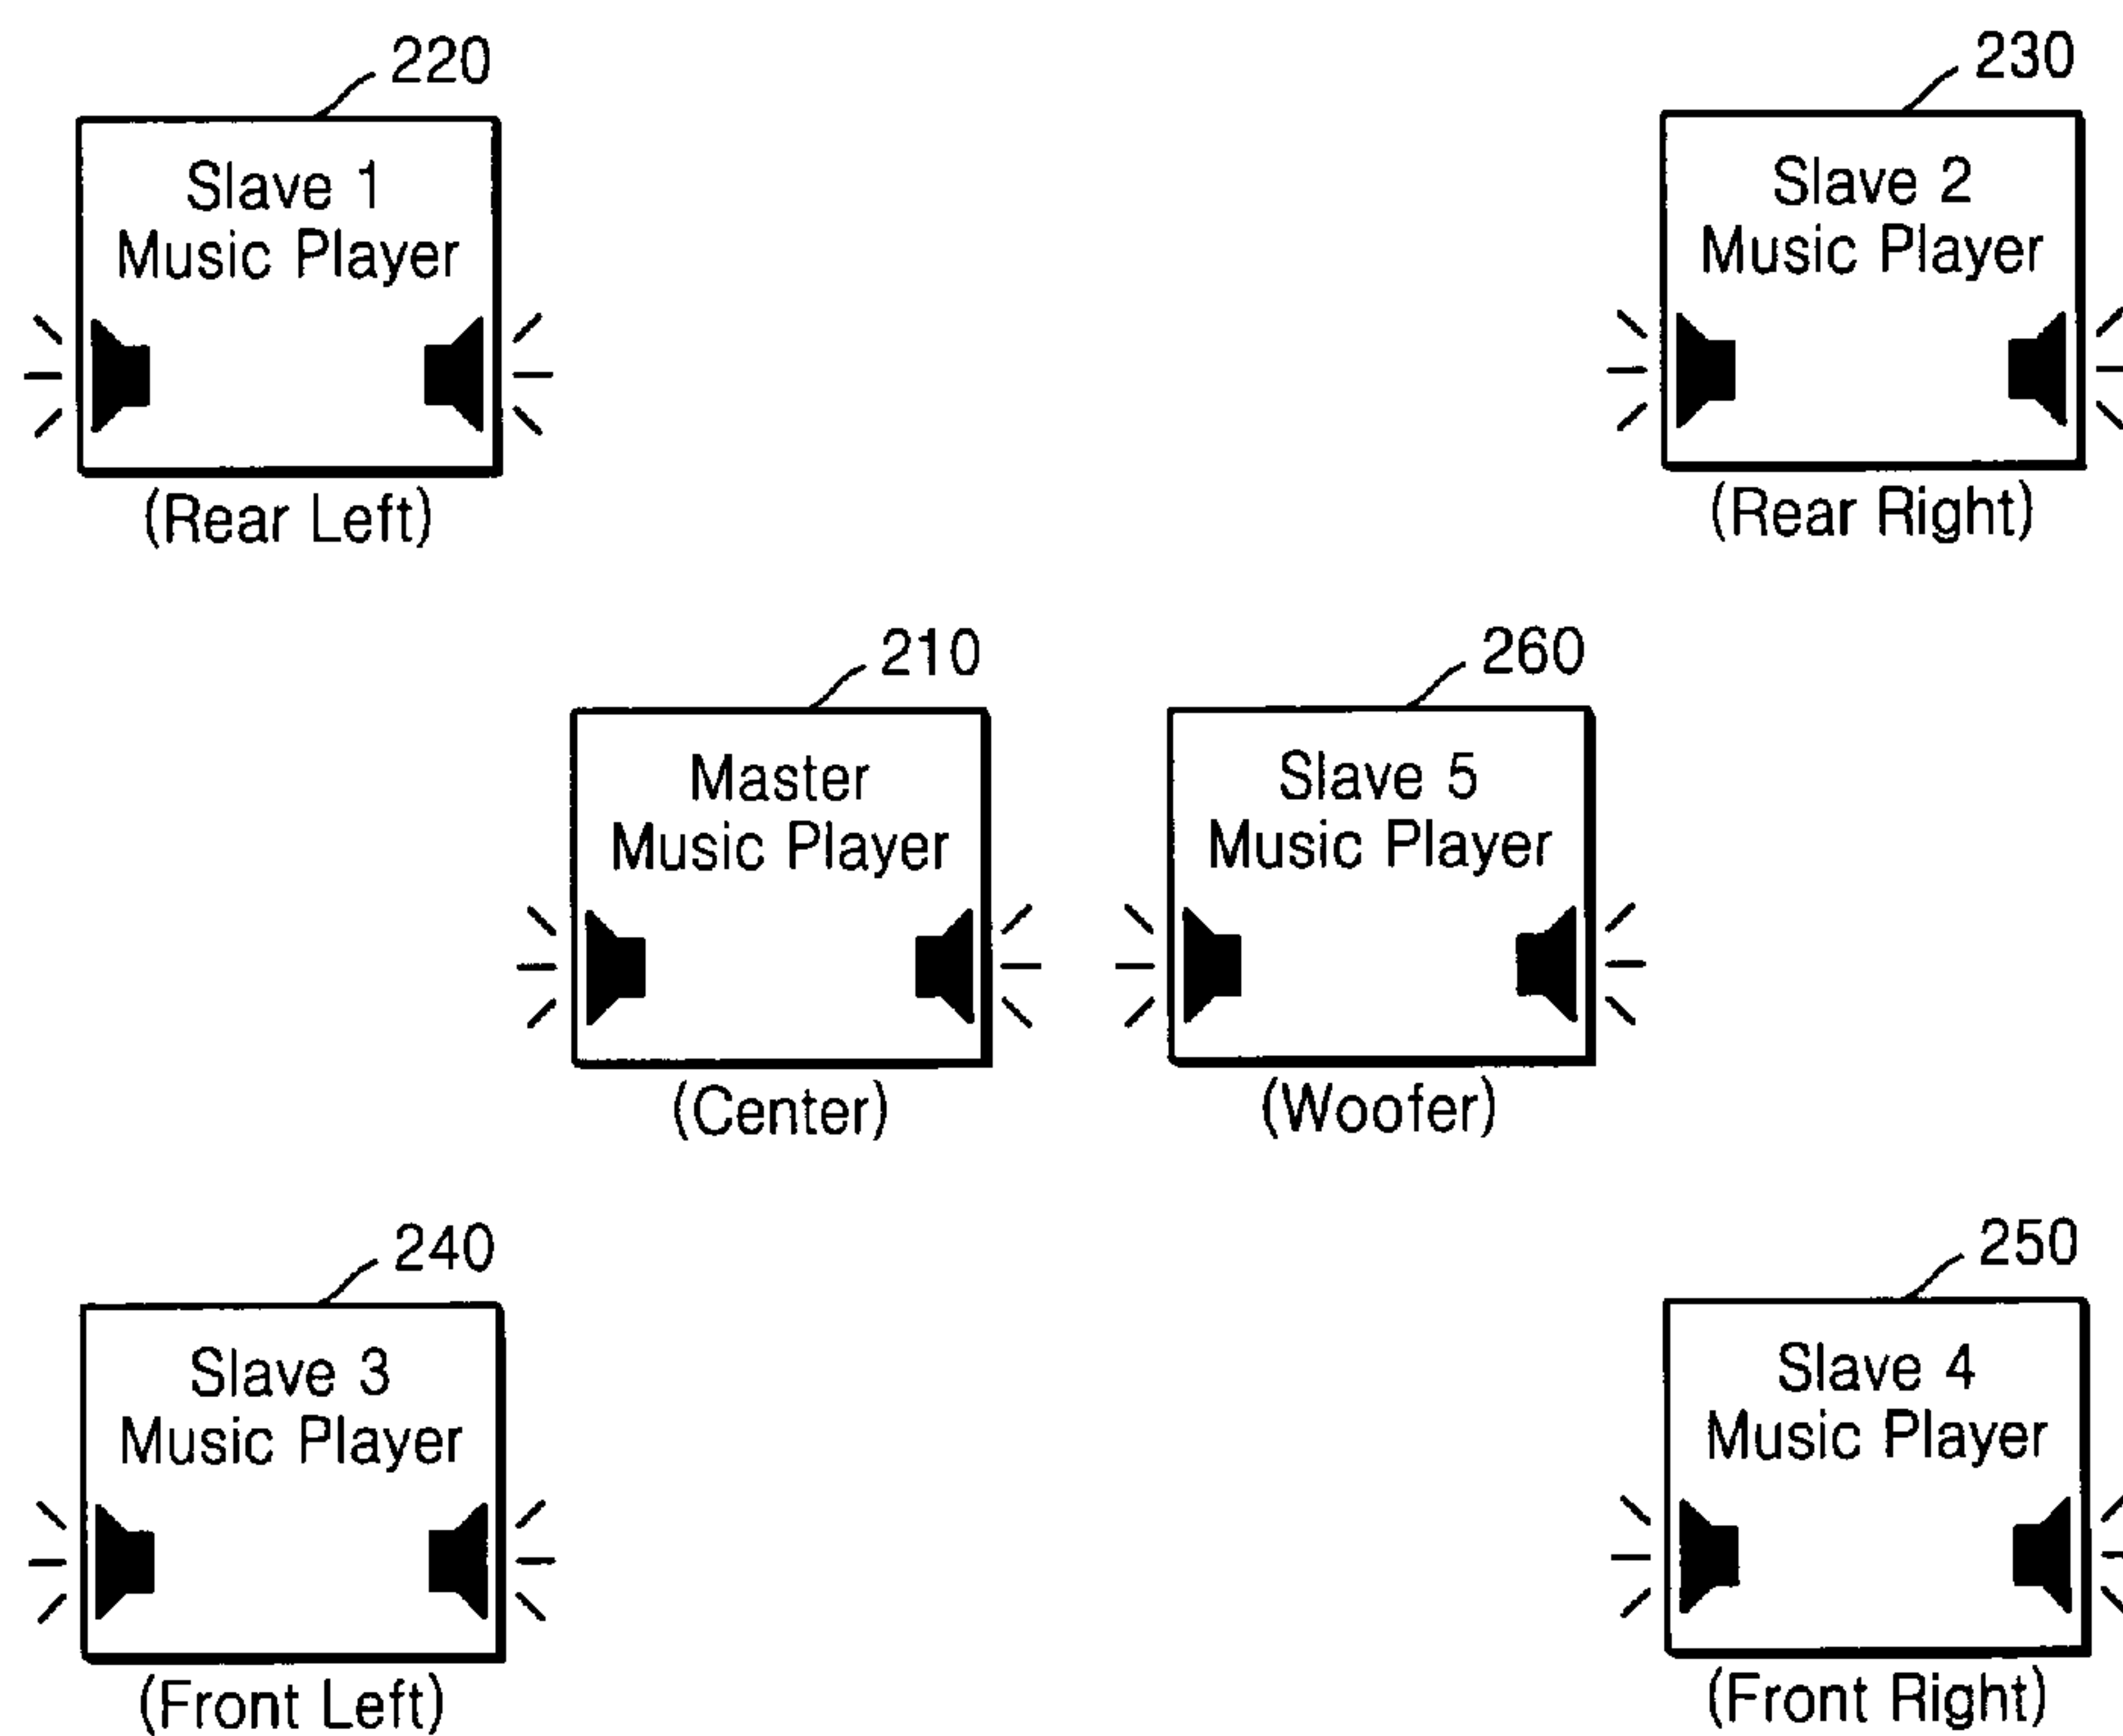 220
Slave 1
Music Player
(Rear Left)
230
Slave 2
Music Player
(Rear Right)
210
Master
Music Player
(Center)
260
Slave 5
Music Player
(Woofer)
240
Slave 3
Music Player
(Front Left)
250
Slave 4
Music Player
(Front Right)